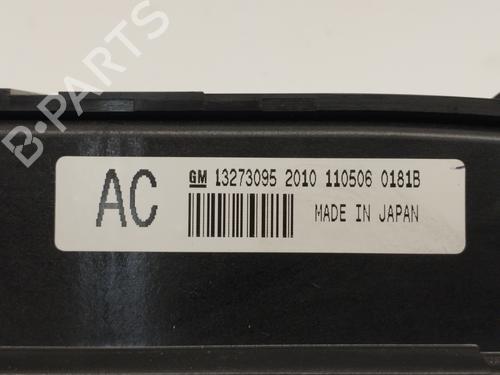 B-PARTS
AC
GM 13273095 2010 110506 0181B
MADE IN JAPAN